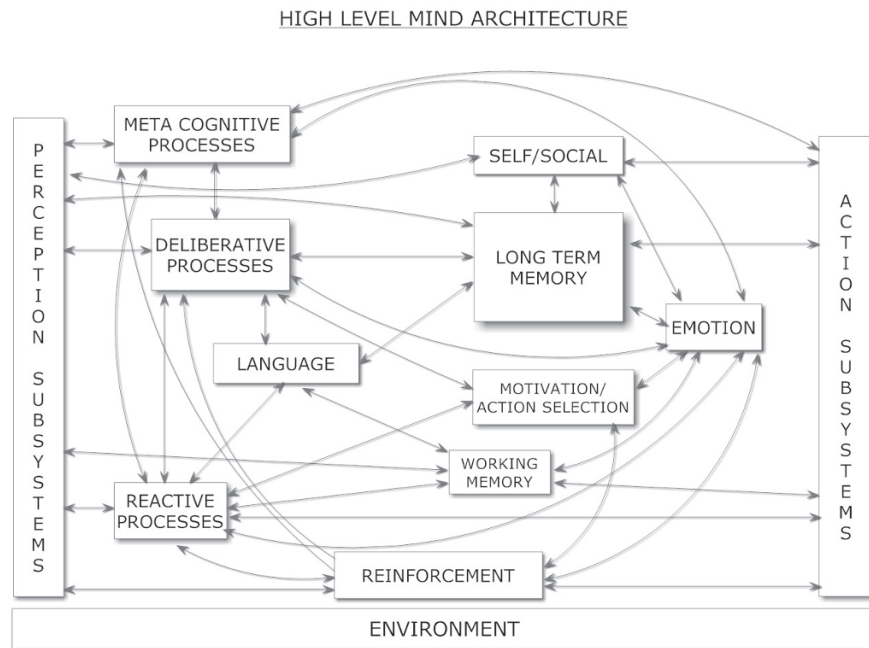 HIGH LEVEL MIND ARCHITECTURE
PERCEPTION SUBSYSTEMS
META COGNITIVE
PROCESSES
SELF/SOCIAL
DELIBERATIVE
PROCESSES
LONG TERM
MEMORY
EMOTION
LANGUAGE
MOTIVATION/
ACTION SELECTION
WORKING
MEMORY
REACTIVE
PROCESSES
REINFORCEMENT
ACTION SUBSYSTEMS
ENVIRONMENT